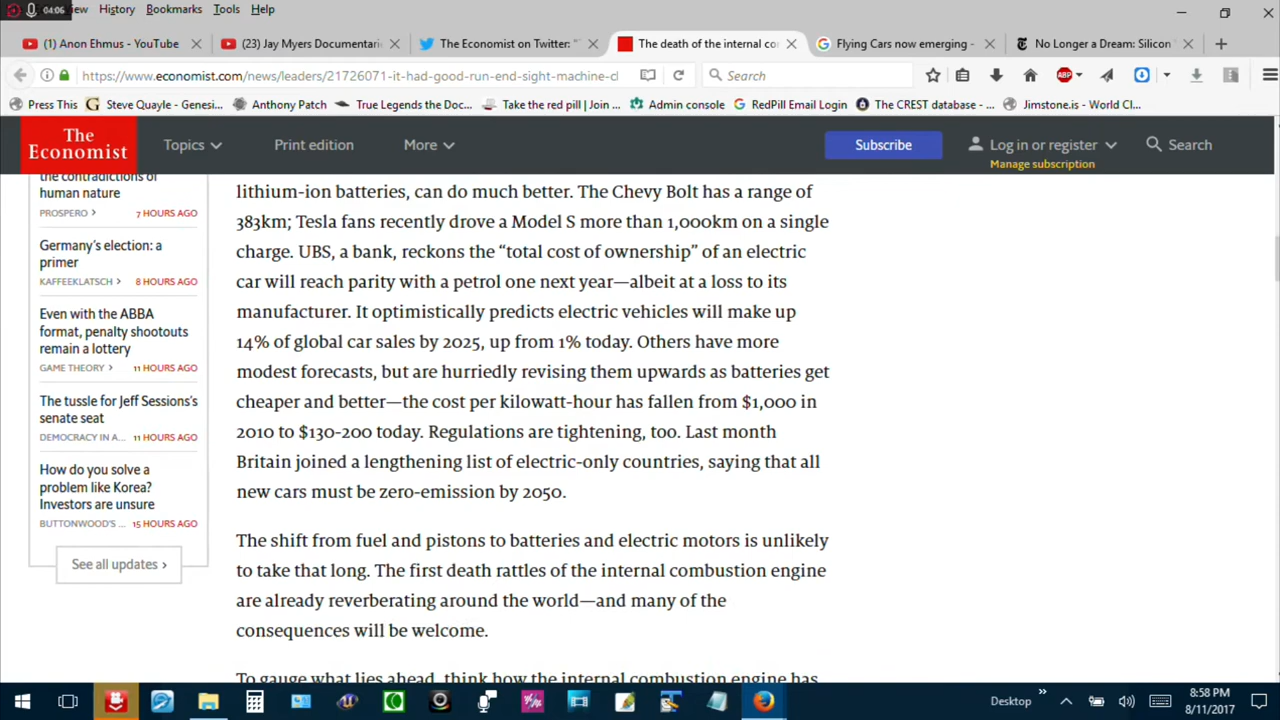 04:06
View
History
Bookmarks
Tools
Help
(1) Anon Ehmus - YouTube
(23) Jay Myers Documentari
The Economist on Twitter: "
The death of the internal co
Flying Cars now emerging -
No Longer a Dream: Silicon
https://www.economist.com/news/leaders/21726071-it-had-good-run-end-sight-machine-cl
Search
ABP
Press This
Steve Quayle - Genesi...
Anthony Patch
True Legends the Doc...
Take the red pill | Join ...
Admin console
RedPill Email Login
The CREST database - ...
Jimstone.is - World Cl...
The
Economist
Topics
Print edition
More
Subscribe
Log in or register
Manage subscription
Search
the contradictions of
human nature
PROSPERO
7 HOURS AGO
Germany's election: a
primer
KAFFEEKLATSCH
8 HOURS AGO
Even with the ABBA
format, penalty shootouts
remain a lottery
GAME THEORY
11 HOURS AGO
The tussle for Jeff Sessions's
senate seat
DEMOCRACY IN A...
11 HOURS AGO
How do you solve a
problem like Korea?
Investors are unsure
BUTTONWOOD'S ...
15 HOURS AGO
See all updates
lithium-ion batteries, can do much better. The Chevy Bolt has a range of
383km; Tesla fans recently drove a Model S more than 1,000km on a single
charge. UBS, a bank, reckons the “total cost of ownership” of an electric
car will reach parity with a petrol one next year—albeit at a loss to its
manufacturer. It optimistically predicts electric vehicles will make up
14% of global car sales by 2025, up from 1% today. Others have more
modest forecasts, but are hurriedly revising them upwards as batteries get
cheaper and better—the cost per kilowatt-hour has fallen from $1,000 in
2010 to $130-200 today. Regulations are tightening, too. Last month
Britain joined a lengthening list of electric-only countries, saying that all
new cars must be zero-emission by 2050.
The shift from fuel and pistons to batteries and electric motors is unlikely
to take that long. The first death rattles of the internal combustion engine
are already reverberating around the world—and many of the
consequences will be welcome.
To gauge what lies ahead, think how the internal combustion engine has
Desktop
8:58 PM
8/11/2017